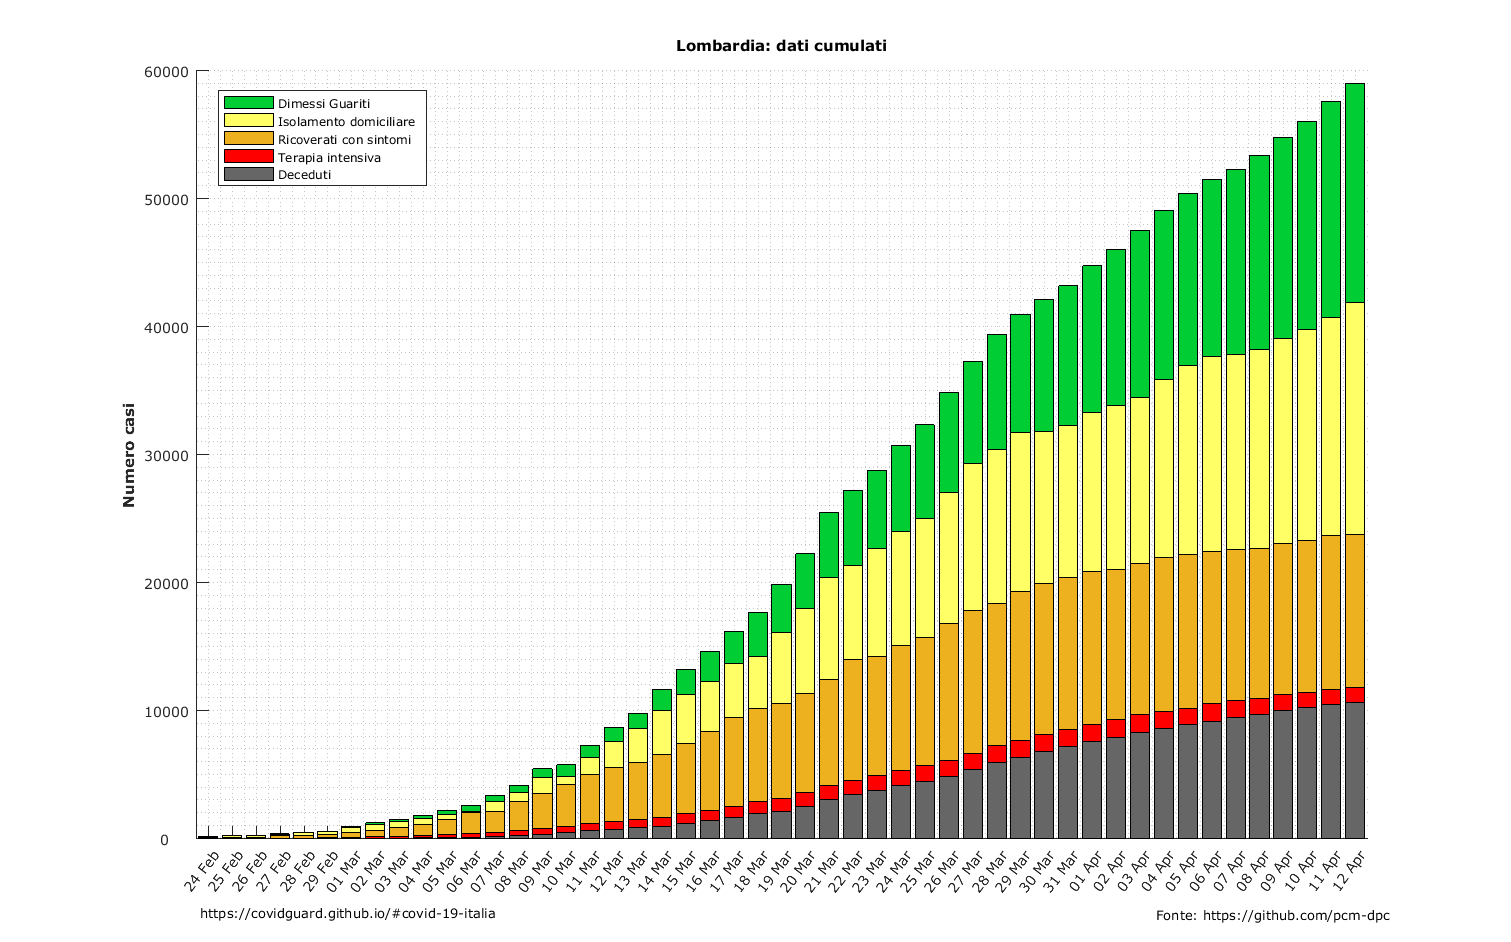 Lombardia: dati cumulati
60000
50000
40000
30000
20000
10000
0
Numero casi
Dimessi Guariti
Isolamento domiciliare
Ricoverati con sintomi
Terapia intensiva
Deceduti
24 Feb
25 Feb
26 Feb
27 Feb
28 Feb
29 Feb
01 Mar
02 Mar
03 Mar
04 Mar
05 Mar
06 Mar
07 Mar
08 Mar
09 Mar
10 Mar
11 Mar
12 Mar
13 Mar
14 Mar
15 Mar
16 Mar
17 Mar
18 Mar
19 Mar
20 Mar
21 Mar
22 Mar
23 Mar
24 Mar
25 Mar
26 Mar
27 Mar
28 Mar
29 Mar
30 Mar
31 Mar
01 Apr
02 Apr
03 Apr
04 Apr
05 Apr
06 Apr
07 Apr
08 Apr
09 Apr
10 Apr
11 Apr
12 Apr
https://covidguard.github.io/#covid-19-italia
Fonte: https://github.com/pcm-dpc